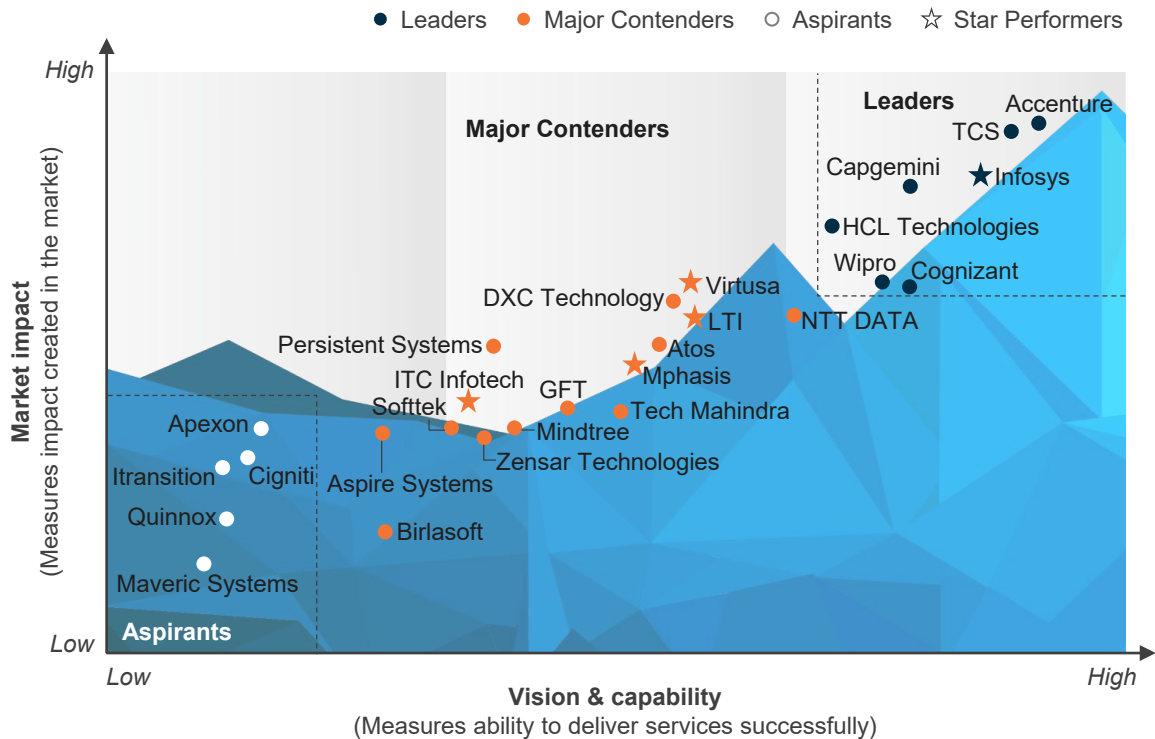 Leaders
Major Contenders
Aspirants
Star Performers
High
Market impact
(Measures impact created in the market)
Low
Leaders
Accenture
TCS
Capgemini
Infosys
HCL Technologies
Wipro
Cognizant
Major Contenders
Virtusa
DXC Technology
LTI
NTT DATA
Persistent Systems
Atos
ITC Infotech
Mphasis
GFT
Softtek
Tech Mahindra
Mindtree
Zensar Technologies
Aspire Systems
Birlasoft
Apexon
Itransition
Cigniti
Quinnox
Maveric Systems
Aspirants
Low
High
Vision & capability
(Measures ability to deliver services successfully)